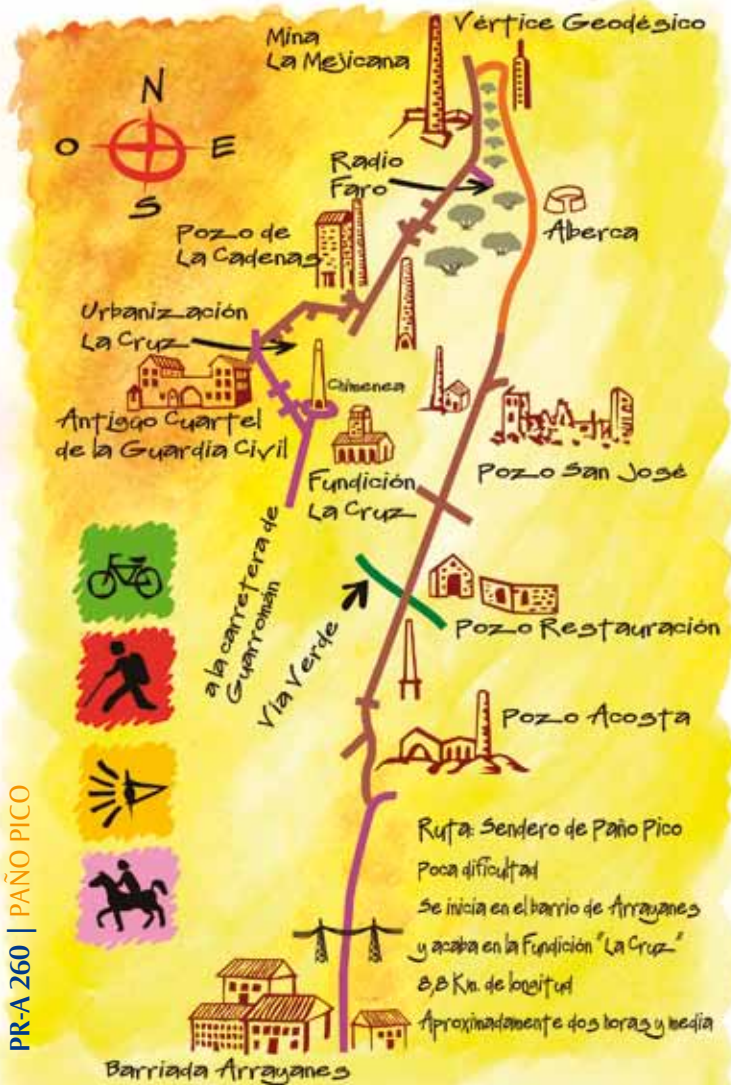 Mina
La Mejicana
Vértice Geodésico
N
O
E
S
Radio
Faro
Aberca
Pozo de
La Cadenas
Urbanización
La Cruz
Chimenea
Antiguo Cuartel
de la Guardia Civil
Fundición
La Cruz
Pozo San José
a la carretera de
Guarromán
Vía Verde
Pozo Restauración
Pozo Acosta
Ruta: Sendero de Paño Pico
Poca dificultad
Se inicia en el barrio de Arrayanes
y acaba en la Fundición "La Cruz"
8,8 Km. de longitud
Aproximadamente dos horas y media
Barriada Arrayanes
PR-A 260 | PAÑO PICO